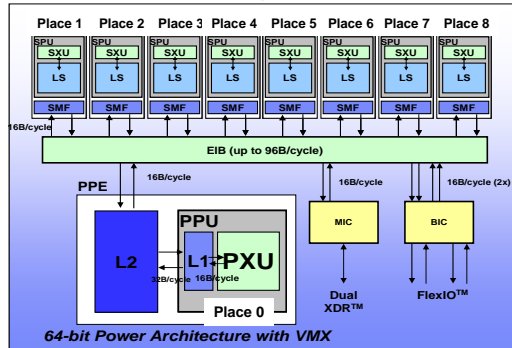 Place 1 Place 2 Place 3 Place 4 Place 5 Place 6 Place 7 Place 8
SPU SPU SPU SPU SPU SPU SPU SPU
SXU SXU SXU SXU SXU SXU SXU SXU
LS LS LS LS LS LS LS LS
SMF SMF SMF SMF SMF SMF SMF SMF
16B/cycle
EIB (up to 96B/cycle)
16B/cycle 16B/cycle 16B/cycle (2x)
PPE
PPU
MIC BIC
L2 L1 PXU
32B/cycle 16B/cycle
Place 0
Dual
XDR™
FlexIO™
64-bit Power Architecture with VMX